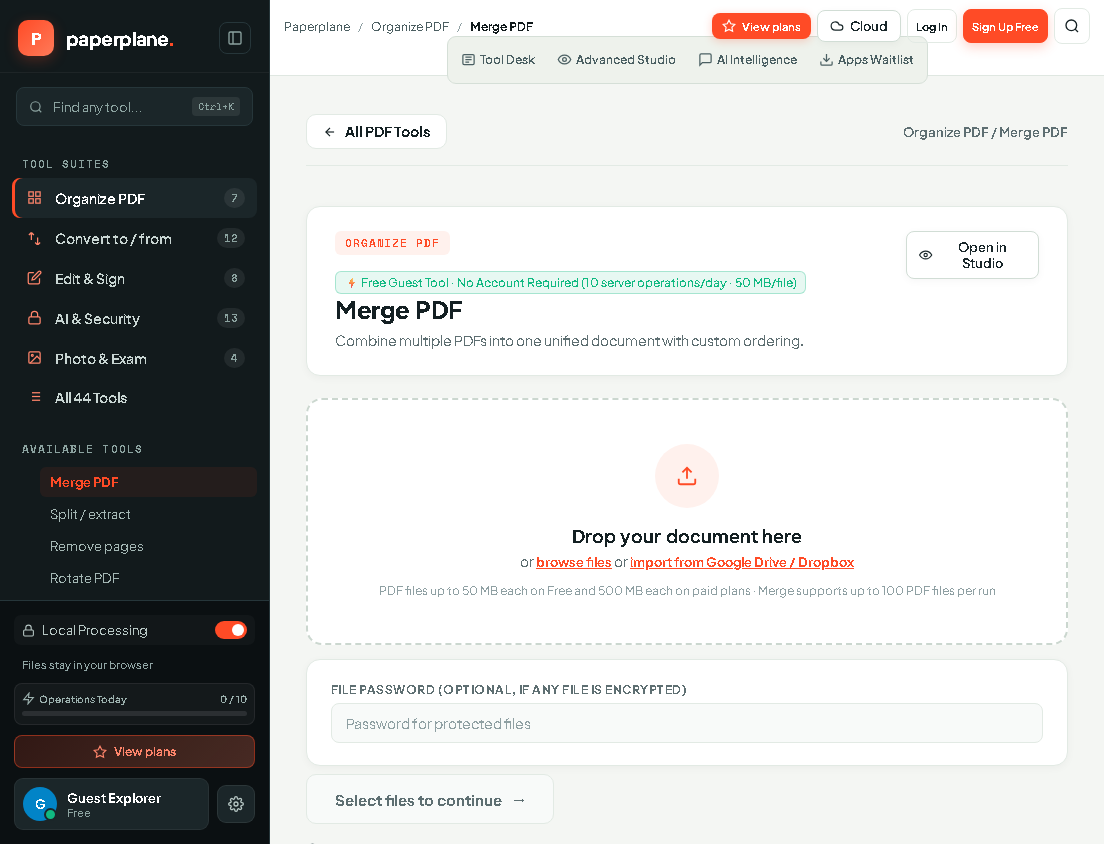 P paperplane.
Find any tool... Ctrl+K
TOOL SUITES
Organize PDF 7
Convert to / from 12
Edit & Sign 8
AI & Security 13
Photo & Exam 4
All 44 Tools
AVAILABLE TOOLS
Merge PDF
Split / extract
Remove pages
Rotate PDF
Local Processing
Files stay in your browser
Operations Today 0 / 10
View plans
G Guest Explorer
Free
Paperplane / Organize PDF / Merge PDF
View plans Cloud Log In Sign Up Free
Tool Desk Advanced Studio AI Intelligence Apps Waitlist
← All PDF Tools Organize PDF / Merge PDF
ORGANIZE PDF
Open in
Studio
Free Guest Tool · No Account Required (10 server operations/day · 50 MB/file)
Merge PDF
Combine multiple PDFs into one unified document with custom ordering.
Drop your document here
or browse files or import from Google Drive / Dropbox
PDF files up to 50 MB each on Free and 500 MB each on paid plans · Merge supports up to 100 PDF files per run
FILE PASSWORD (OPTIONAL, IF ANY FILE IS ENCRYPTED)
Password for protected files
Select files to continue →